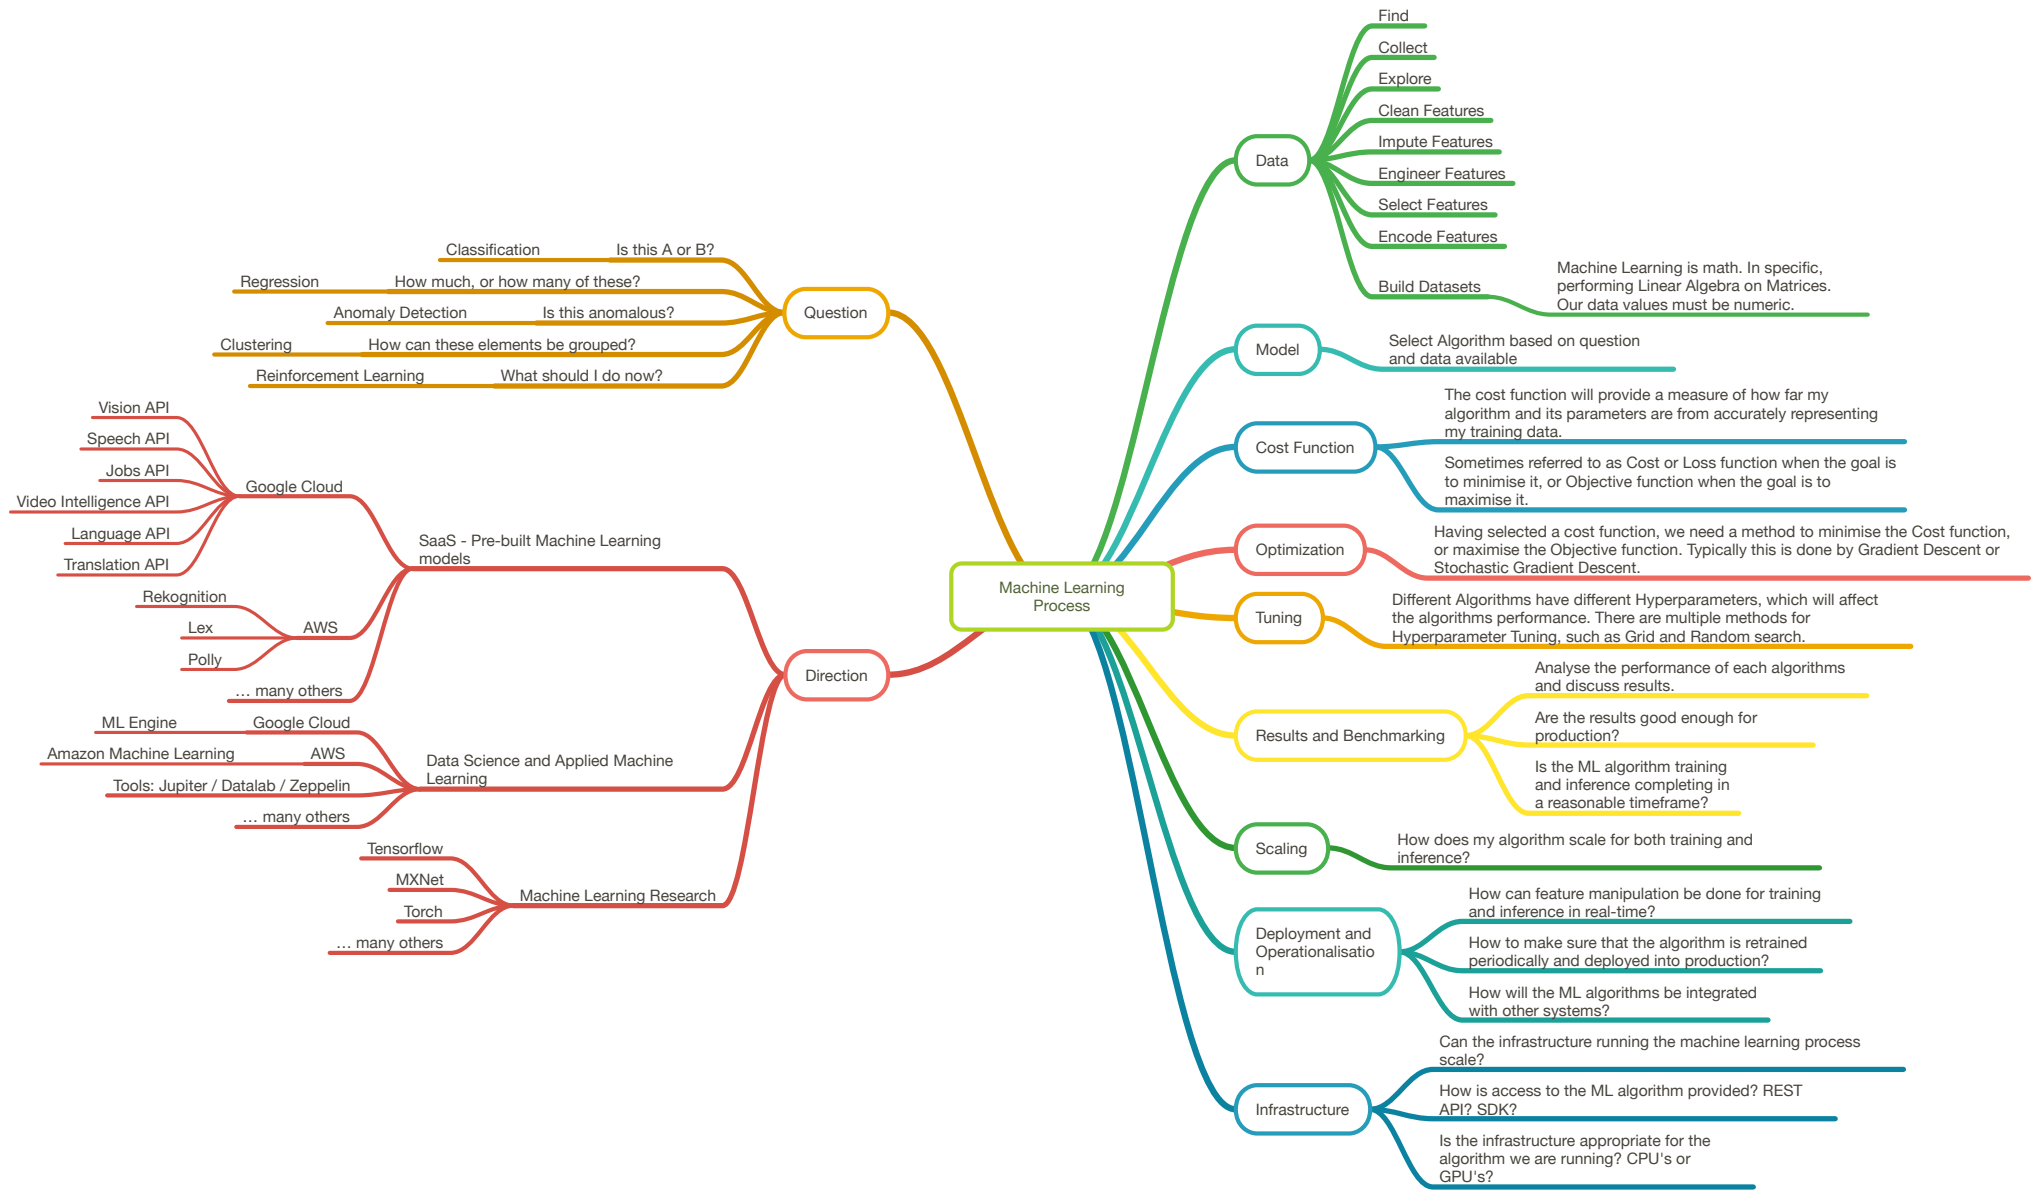 Machine Learning
Process
Question
Is this A or B?
Classification
How much, or how many of these?
Regression
Is this anomalous?
Anomaly Detection
How can these elements be grouped?
Clustering
What should I do now?
Reinforcement Learning
Direction
SaaS - Pre-built Machine Learning
models
Google Cloud
Vision API
Speech API
Jobs API
Video Intelligence API
Language API
Translation API
AWS
Rekognition
Lex
Polly
… many others
Data Science and Applied Machine
Learning
Google Cloud
ML Engine
AWS
Amazon Machine Learning
Tools: Jupiter / Datalab / Zeppelin
… many others
Machine Learning Research
Tensorflow
MXNet
Torch
… many others
Data
Find
Collect
Explore
Clean Features
Impute Features
Engineer Features
Select Features
Encode Features
Build Datasets
Machine Learning is math. In specific,
performing Linear Algebra on Matrices.
Our data values must be numeric.
Model
Select Algorithm based on question
and data available
Cost Function
The cost function will provide a measure of how far my
algorithm and its parameters are from accurately representing
my training data.
Sometimes referred to as Cost or Loss function when the goal is
to minimise it, or Objective function when the goal is to
maximise it.
Optimization
Having selected a cost function, we need a method to minimise the Cost function,
or maximise the Objective function. Typically this is done by Gradient Descent or
Stochastic Gradient Descent.
Tuning
Different Algorithms have different Hyperparameters, which will affect
the algorithms performance. There are multiple methods for
Hyperparameter Tuning, such as Grid and Random search.
Results and Benchmarking
Analyse the performance of each algorithms
and discuss results.
Are the results good enough for
production?
Is the ML algorithm training
and inference completing in
a reasonable timeframe?
Scaling
How does my algorithm scale for both training and
inference?
Deployment and
Operationalisatio
n
How can feature manipulation be done for training
and inference in real-time?
How to make sure that the algorithm is retrained
periodically and deployed into production?
How will the ML algorithms be integrated
with other systems?
Infrastructure
Can the infrastructure running the machine learning process
scale?
How is access to the ML algorithm provided? REST
API? SDK?
Is the infrastructure appropriate for the
algorithm we are running? CPU's or
GPU's?